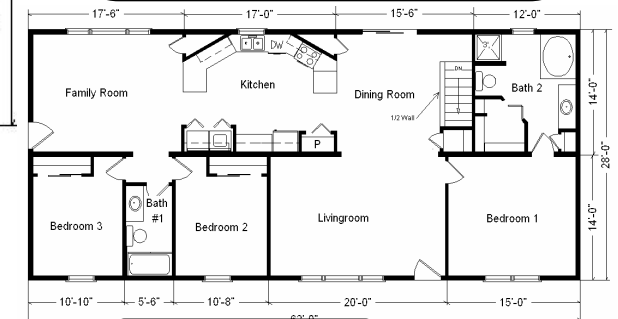 17'-6" 17'-0" 15'-6" 12'-0"
DW
3'
Family Room
Kitchen
Dining Room
DN
Bath 2
1/2 Wall
P
14'-0"
28'-0"
14'-0"
Bedroom 3
Bath
#1
Bedroom 2
Livingroom
Bedroom 1
10'-10" 5'-6" 10'-8" 20'-0" 15'-0"